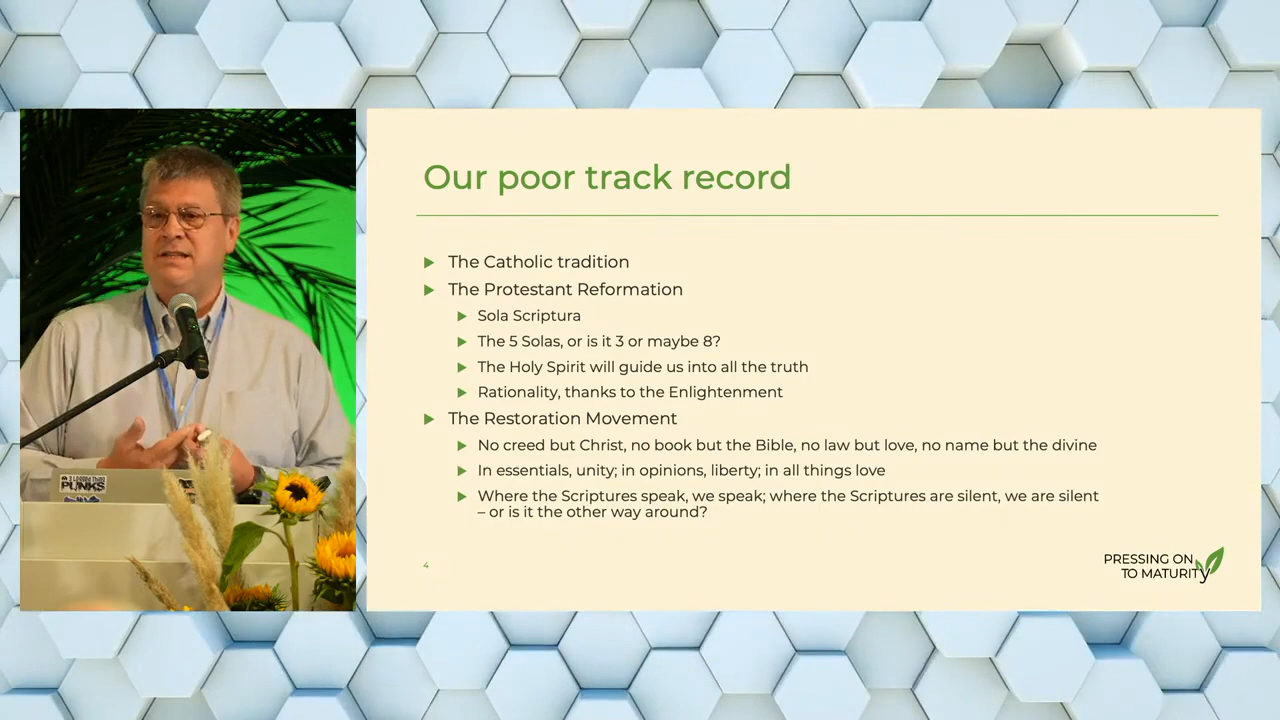 Our poor track record
The Catholic tradition
The Protestant Reformation
Sola Scriptura
The 5 Solas, or is it 3 or maybe 8?
The Holy Spirit will guide us into all the truth
Rationality, thanks to the Enlightenment
The Restoration Movement
No creed but Christ, no book but the Bible, no law but love, no name but the divine
In essentials, unity; in opinions, liberty; in all things love
Where the Scriptures speak, we speak; where the Scriptures are silent, we are silent
– or is it the other way around?
4
PRESSING ON
TO MATURITY
PUNKS